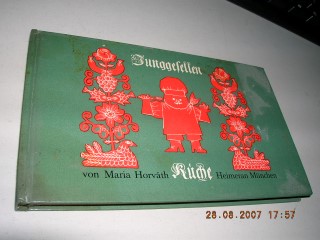 Junggesellen
von Maria Horváth Küche Heimeran München
28.08.2007 17:57